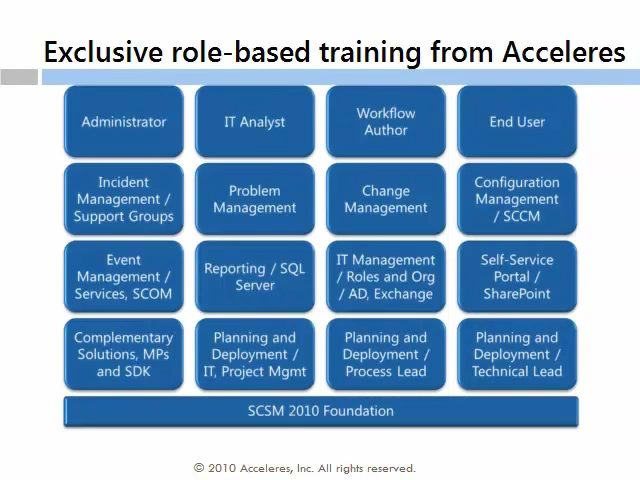 Exclusive role-based training from Acceleres
Administrator
IT Analyst
Workflow
Author
End User
Incident
Management /
Support Groups
Problem
Management
Change
Management
Configuration
Management
/ SCCM
Event
Management /
Services, SCOM
Reporting / SQL
Server
IT Management
/ Roles and Org
/ AD, Exchange
Self-Service
Portal /
SharePoint
Complementary
Solutions, MPs
and SDK
Planning and
Deployment /
IT, Project Mgmt
Planning and
Deployment /
Process Lead
Planning and
Deployment /
Technical Lead
SCSM 2010 Foundation
© 2010 Acceleres, Inc. All rights reserved.